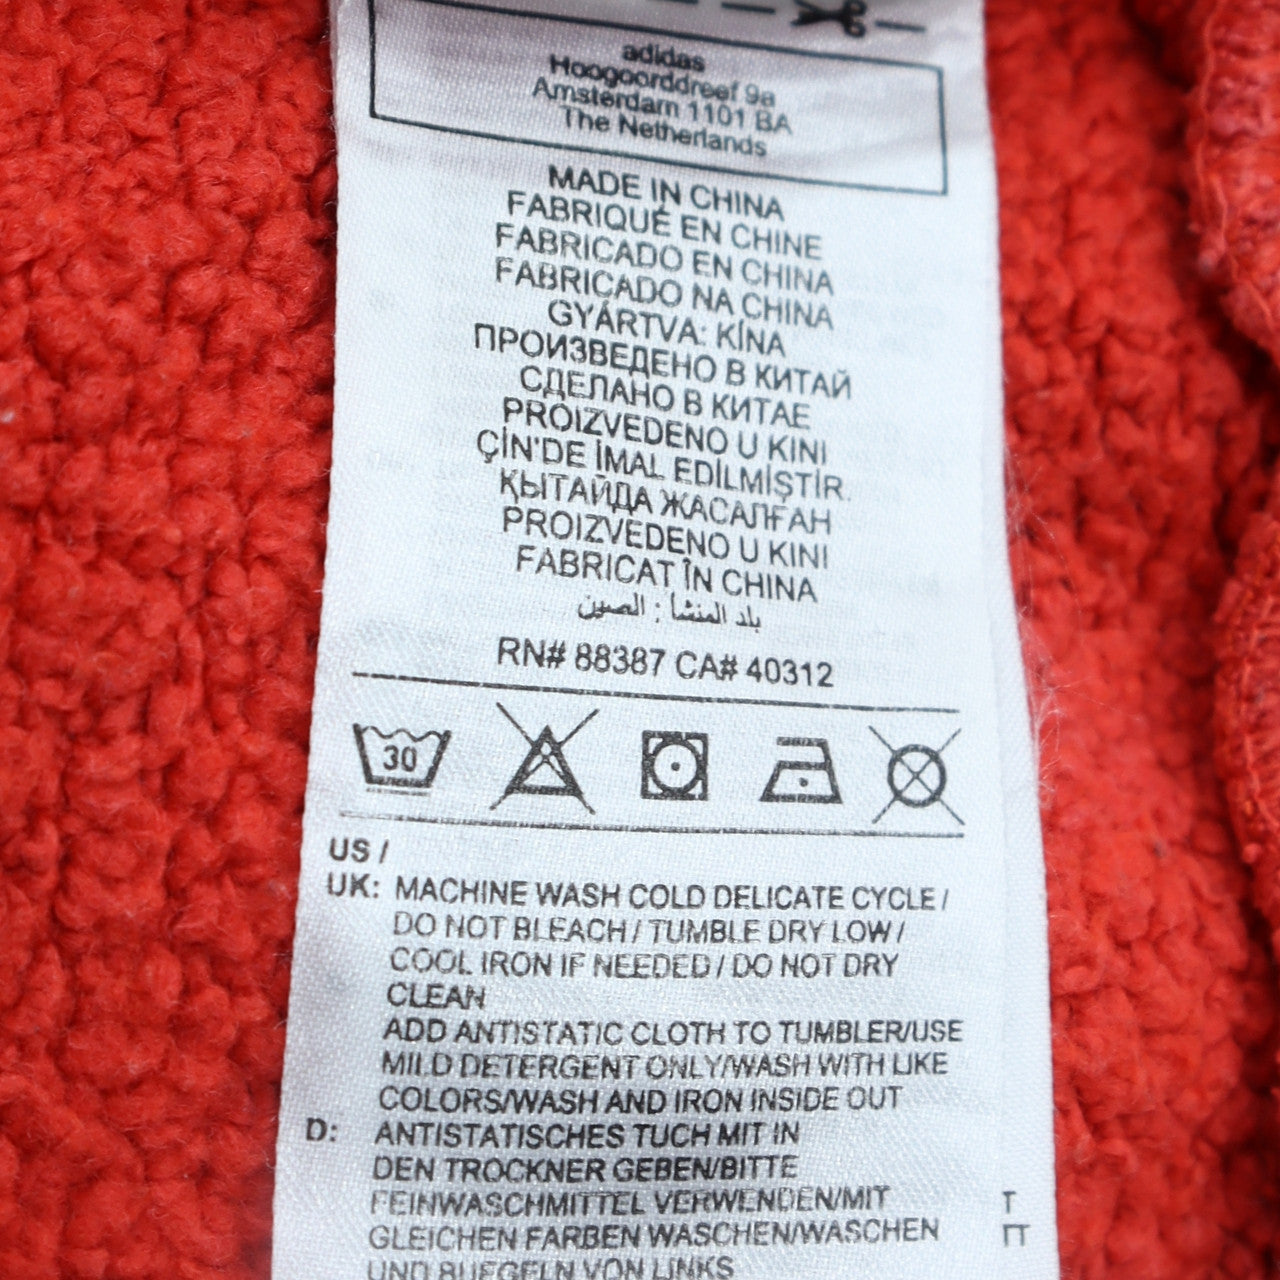 adidas
Hoogoorddreef 9a
Amsterdam 1101 BA
The Netherlands
MADE IN CHINA
FABRIQUÉ EN CHINE
FABRICADO EN CHINA
FABRICADO NA CHINA
GYÁRTVA: KÍNA
ПРОИЗВЕДЕНО В КИТАЙ
СДЕЛАНО В КИТАЕ
PROIZVEDENO U KINI
ÇİN'DE İMAL EDİLMİŞTİR.
ҚЫТАЙДА ЖАСАЛҒАН
PROIZVEDENO U KINI
FABRICAT ÎN CHINA
باد المنشأ : الصين
RN# 88387 CA# 40312
30
US /
UK: MACHINE WASH COLD DELICATE CYCLE /
DO NOT BLEACH / TUMBLE DRY LOW /
COOL IRON IF NEEDED / DO NOT DRY
CLEAN
ADD ANTISTATIC CLOTH TO TUMBLER/USE
MILD DETERGENT ONLY/WASH WITH LIKE
COLORS/WASH AND IRON INSIDE OUT
D: ANTISTATISCHES TUCH MIT IN
DEN TROCKNER GEBEN/BITTE
FEINWASCHMITTEL VERWENDEN/MIT
GLEICHEN FARBEN WASCHEN/WASCHEN
UND BUEGELN VON LINKS